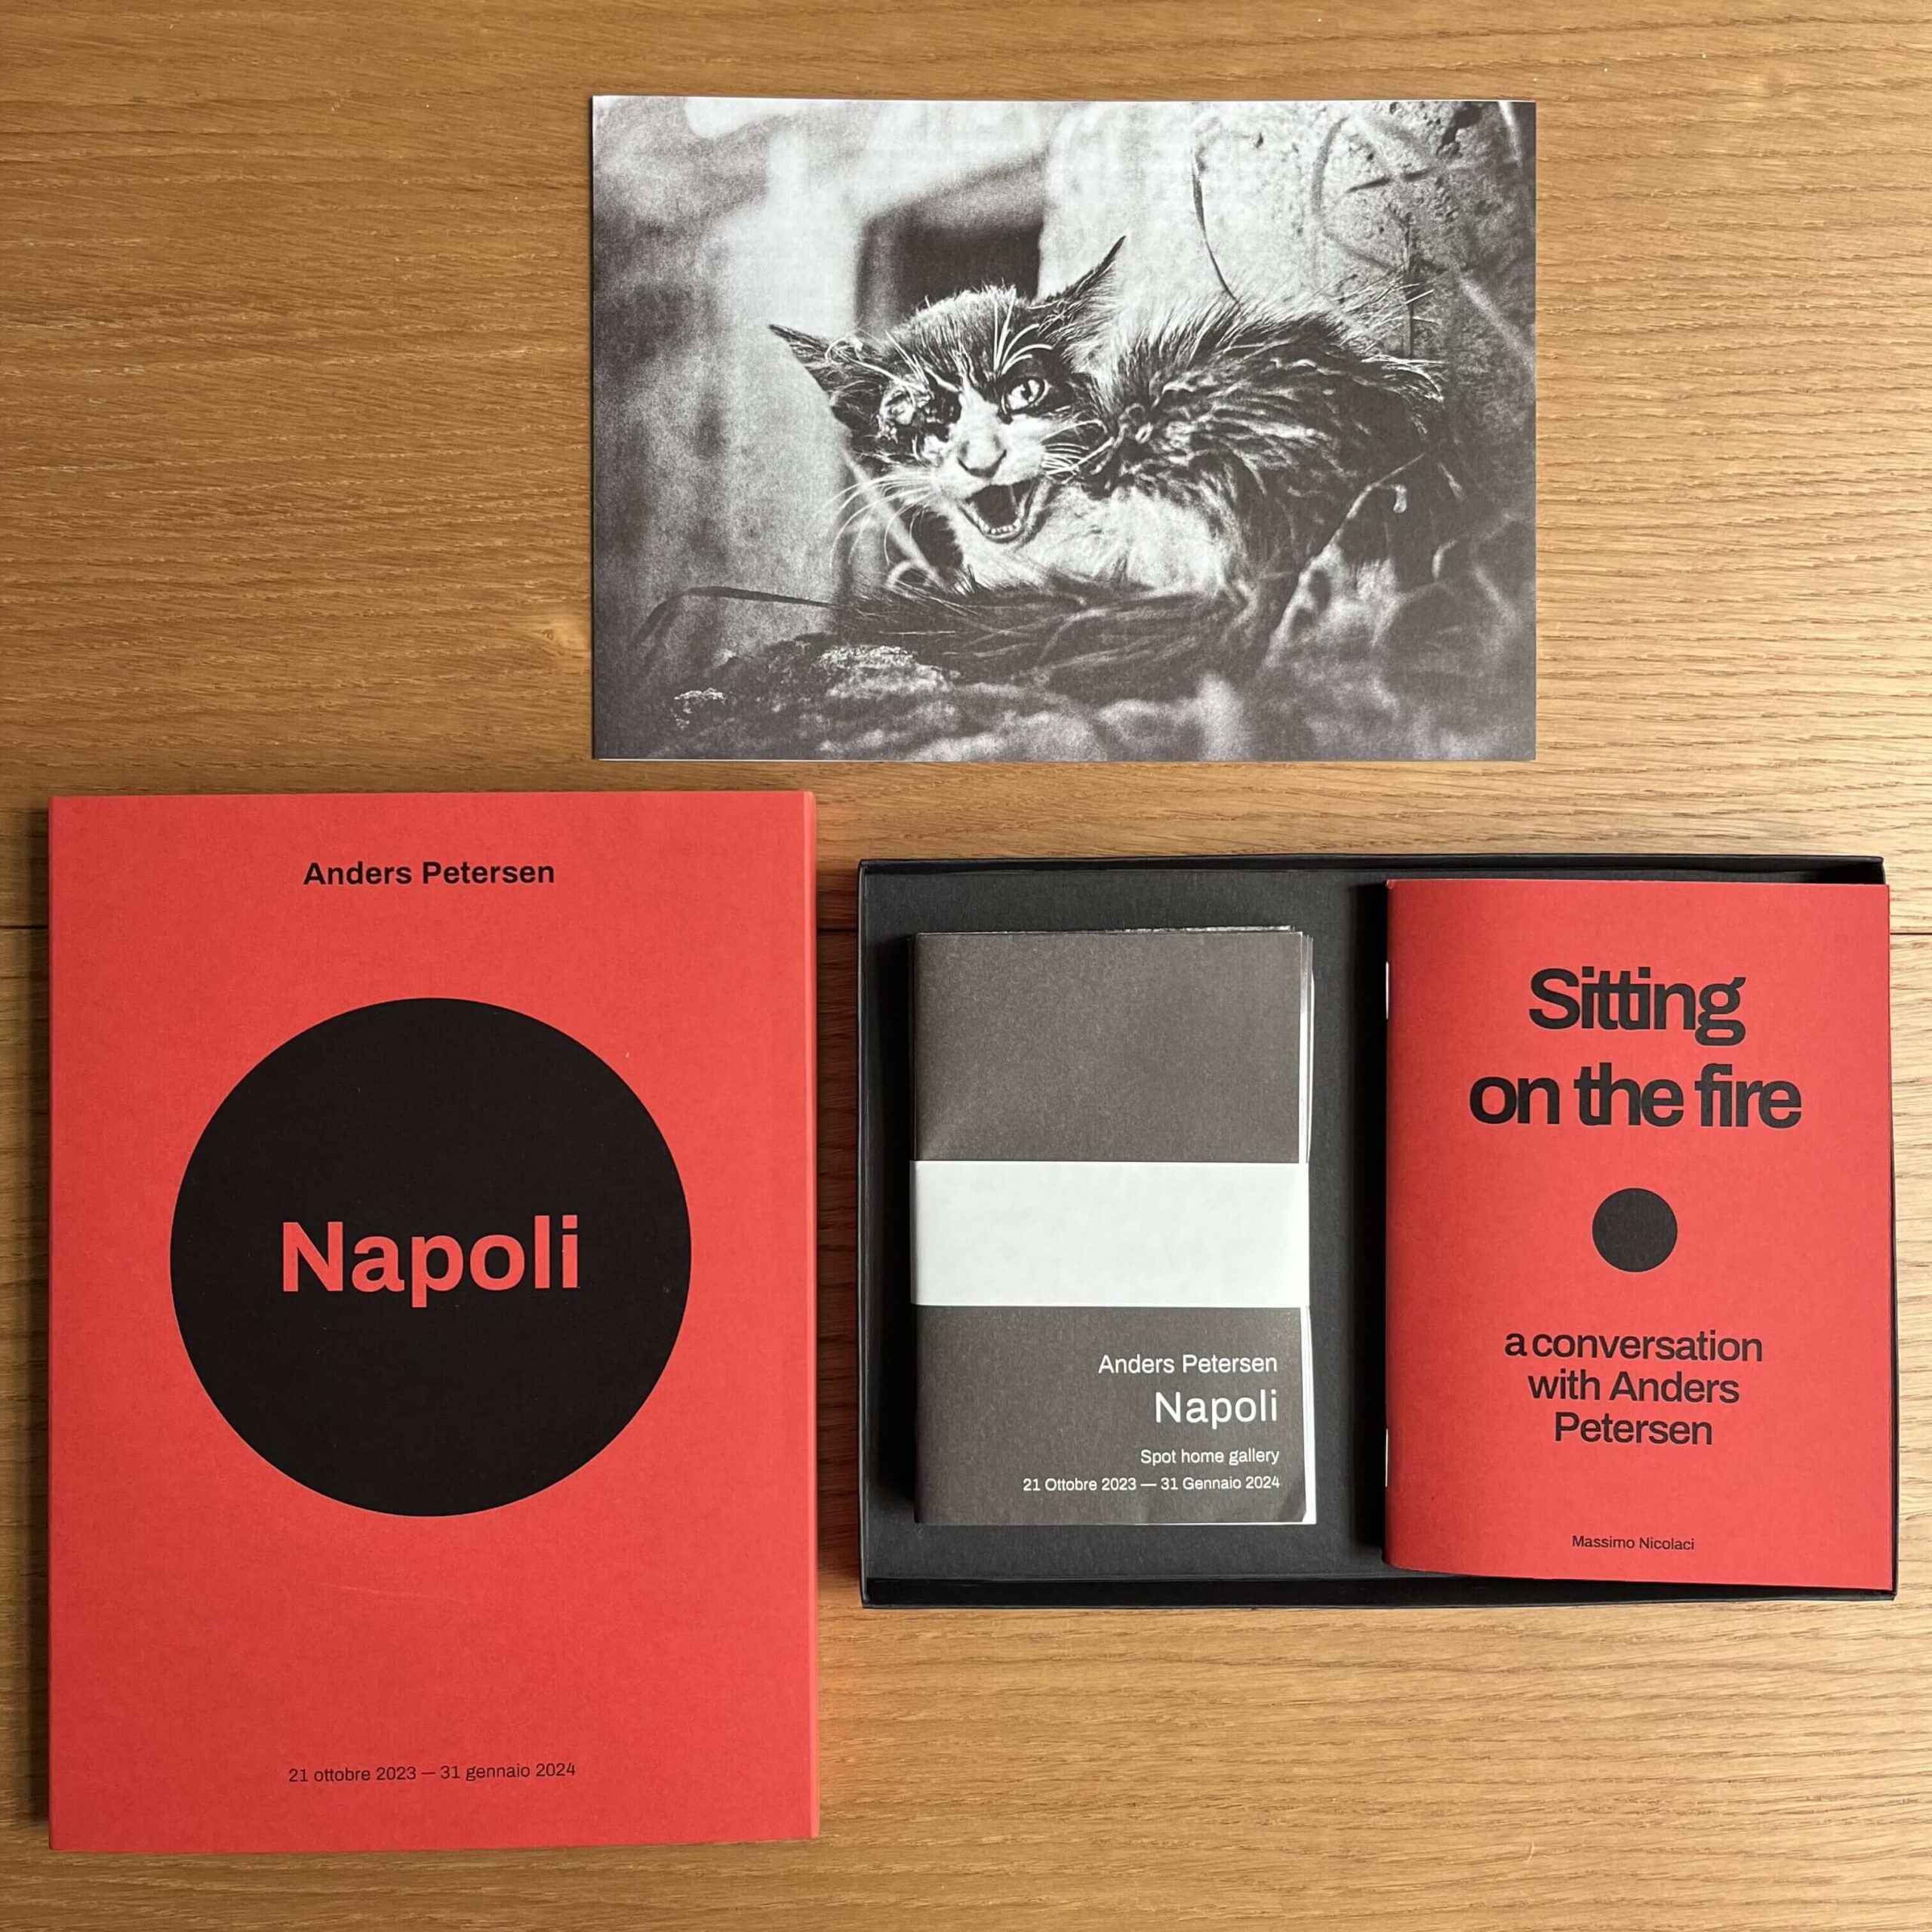 Anders Petersen
Napoli
21 ottobre 2023 — 31 gennaio 2024
Anders Petersen
Napoli
Spot home gallery
21 Ottobre 2023 — 31 Gennaio 2024
Sitting
on the fire
a conversation
with Anders
Petersen
Massimo Nicolaci